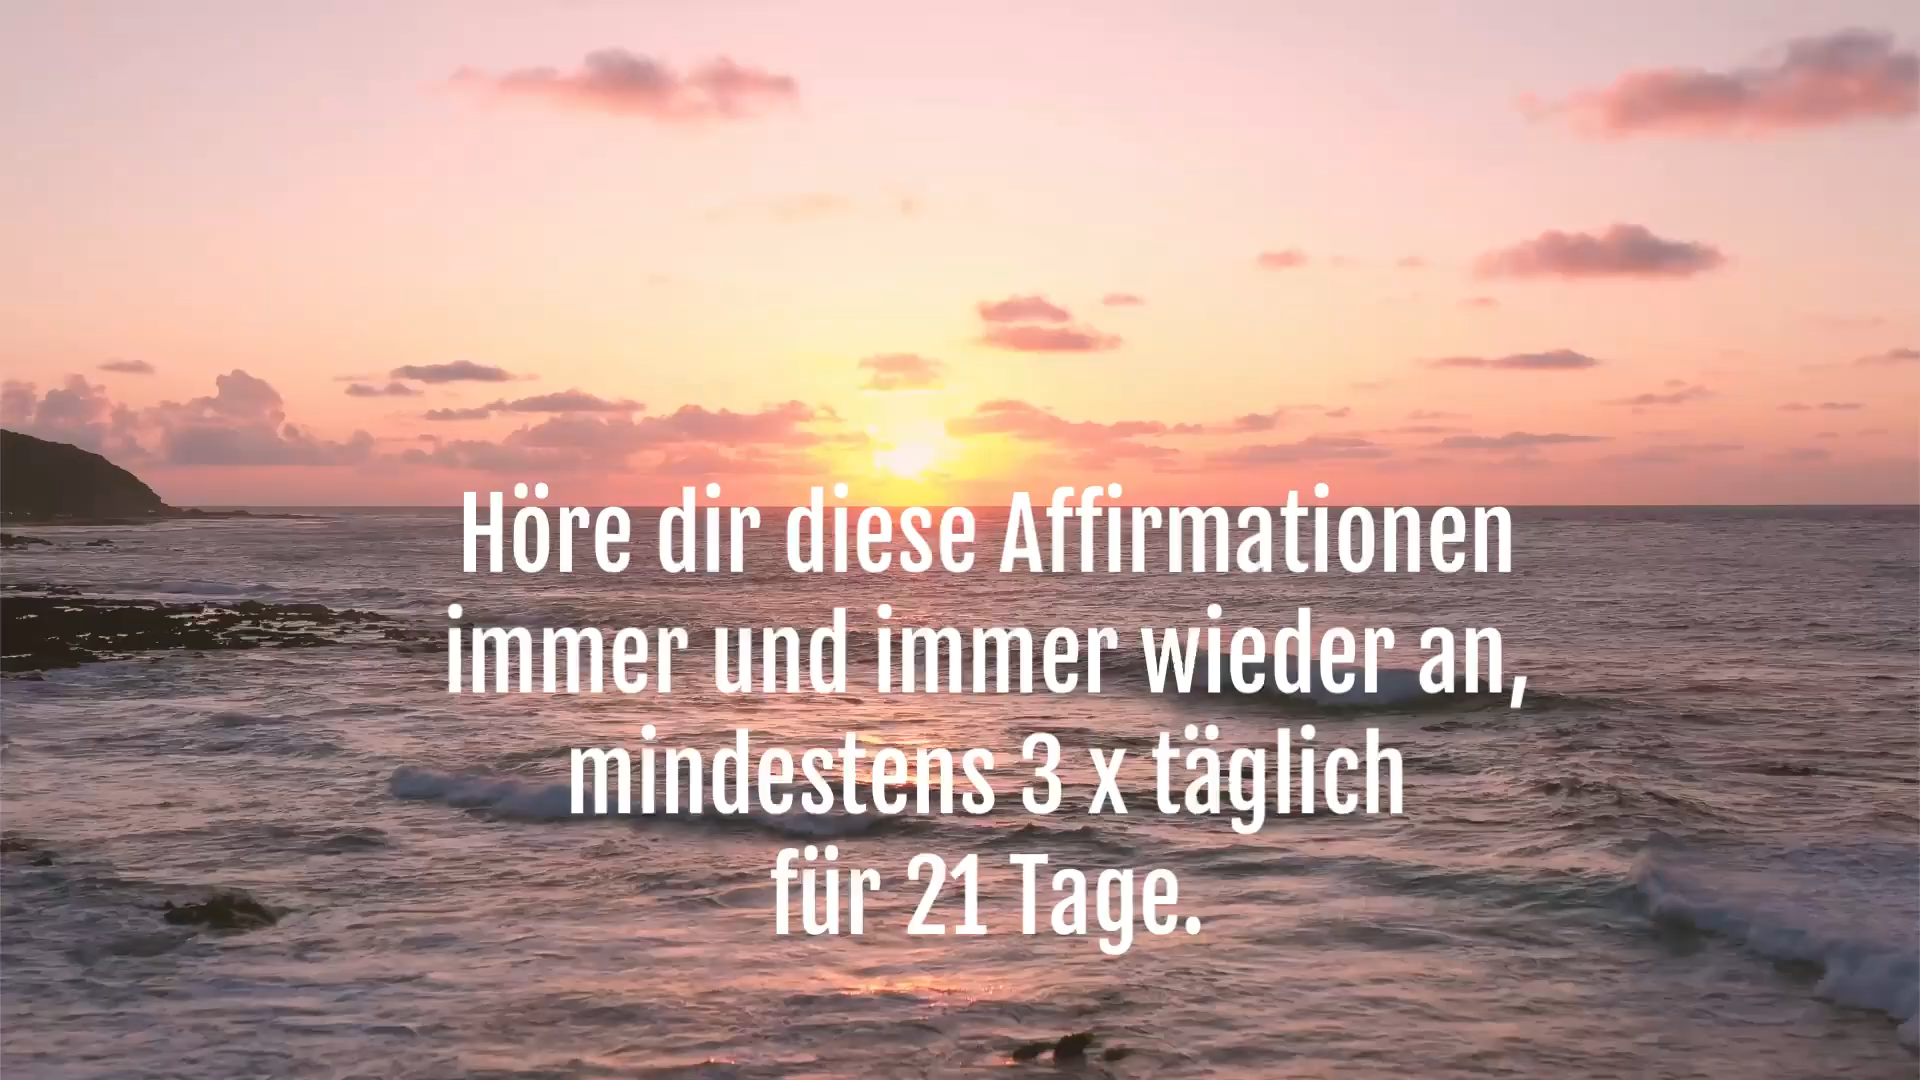 Höre dir diese Affirmationen
immer und immer wieder an,
mindestens 3 x täglich
für 21 Tage.